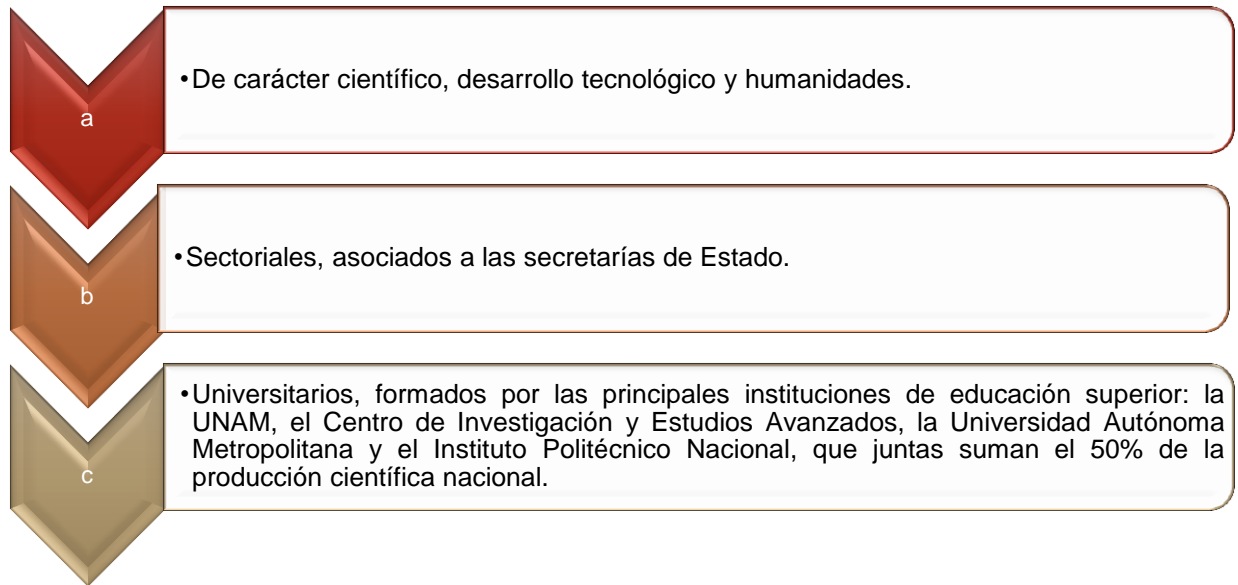 a
•De carácter científico, desarrollo tecnológico y humanidades.
b
•Sectoriales, asociados a las secretarías de Estado.
c
•Universitarios, formados por las principales instituciones de educación superior: la
UNAM, el Centro de Investigación y Estudios Avanzados, la Universidad Autónoma
Metropolitana y el Instituto Politécnico Nacional, que juntas suman el 50% de la
producción científica nacional.